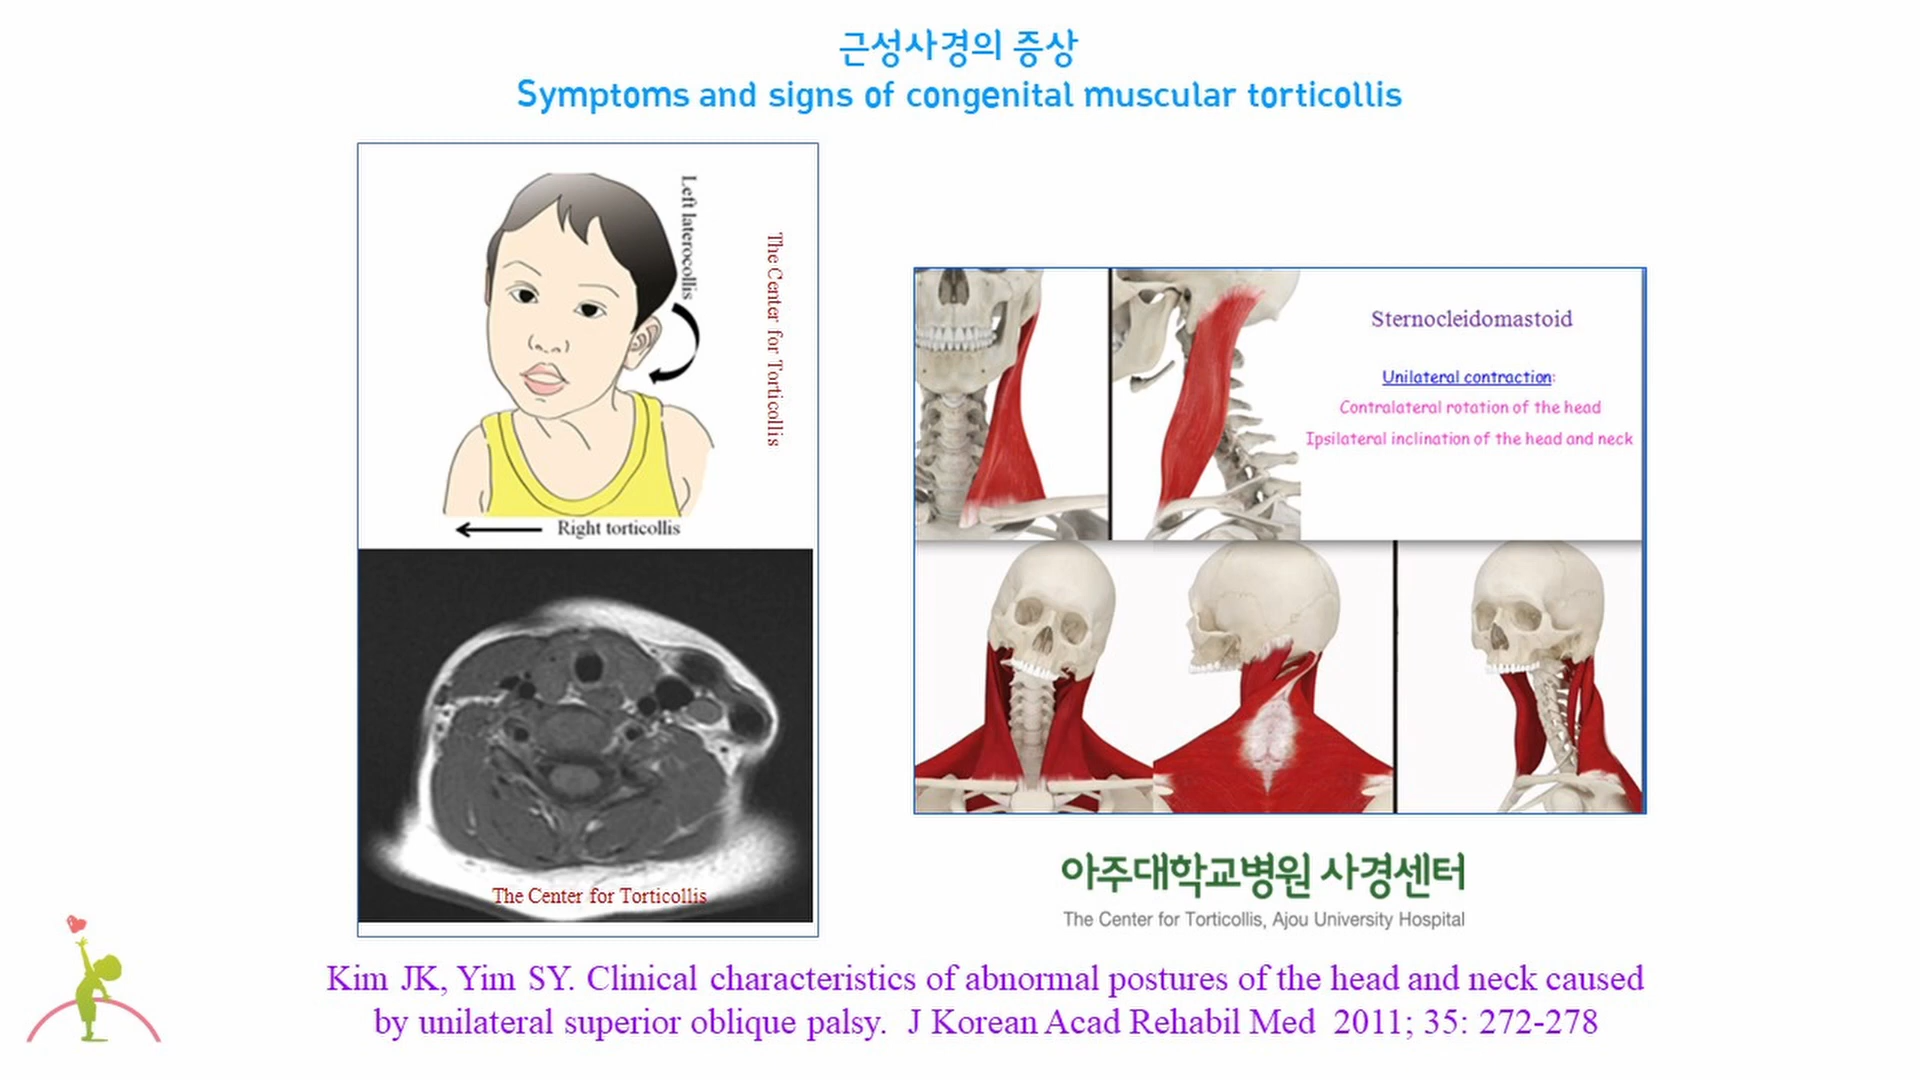 근성사경의 증상
Symptoms and signs of congenital muscular torticollis
Left laterocollis
The Center for Torticollis
Right torticollis
The Center for Torticollis
Sternocleidomastoid
Unilateral contraction:
Contralateral rotation of the head
Ipsilateral inclination of the head and neck
아주대학교병원 사경센터
The Center for Torticollis, Ajou University Hospital
Kim JK, Yim SY. Clinical characteristics of abnormal postures of the head and neck caused
by unilateral superior oblique palsy. J Korean Acad Rehabil Med 2011; 35: 272-278